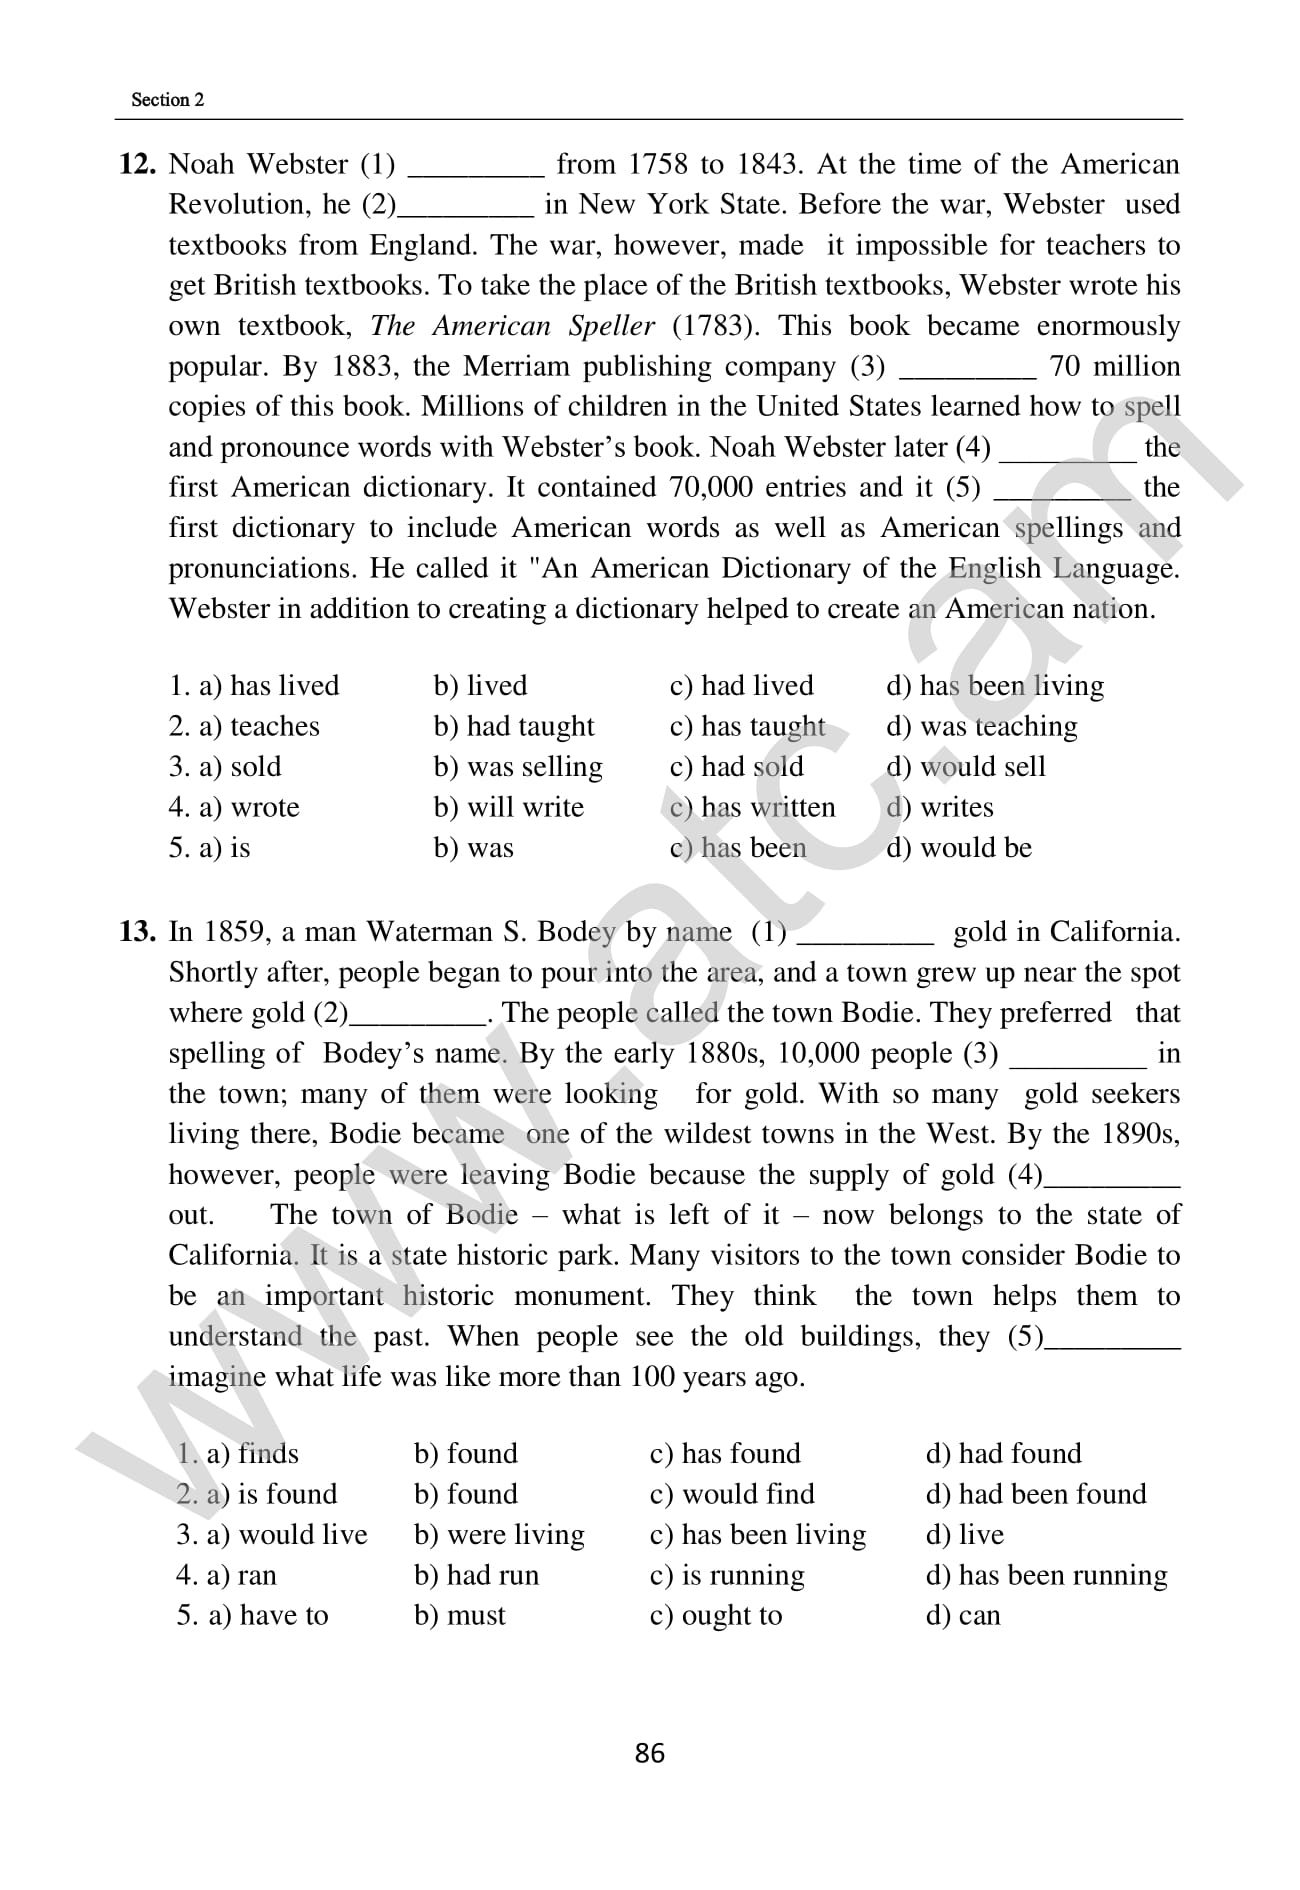 Section 2
12. Noah Webster (1) _________ from 1758 to 1843. At the time of the American
Revolution, he (2)_________ in New York State. Before the war, Webster used
textbooks from England. The war, however, made it impossible for teachers to
get British textbooks. To take the place of the British textbooks, Webster wrote his
own textbook, The American Speller (1783). This book became enormously
popular. By 1883, the Merriam publishing company (3) _________ 70 million
copies of this book. Millions of children in the United States learned how to spell
and pronounce words with Webster’s book. Noah Webster later (4) _________ the
first American dictionary. It contained 70,000 entries and it (5) _________ the
first dictionary to include American words as well as American spellings and
pronunciations. He called it "An American Dictionary of the English Language.
Webster in addition to creating a dictionary helped to create an American nation.
1. a) has lived b) lived c) had lived d) has been living
2. a) teaches b) had taught c) has taught d) was teaching
3. a) sold b) was selling c) had sold d) would sell
4. a) wrote b) will write c) has written d) writes
5. a) is b) was c) has been d) would be
13. In 1859, a man Waterman S. Bodey by name (1) _________ gold in California.
Shortly after, people began to pour into the area, and a town grew up near the spot
where gold (2)_________. The people called the town Bodie. They preferred that
spelling of Bodey’s name. By the early 1880s, 10,000 people (3) _________ in
the town; many of them were looking for gold. With so many gold seekers
living there, Bodie became one of the wildest towns in the West. By the 1890s,
however, people were leaving Bodie because the supply of gold (4)_________
out. The town of Bodie – what is left of it – now belongs to the state of
California. It is a state historic park. Many visitors to the town consider Bodie to
be an important historic monument. They think the town helps them to
understand the past. When people see the old buildings, they (5)_________
imagine what life was like more than 100 years ago.
1. a) finds b) found c) has found d) had found
2. a) is found b) found c) would find d) had been found
3. a) would live b) were living c) has been living d) live
4. a) ran b) had run c) is running d) has been running
5. a) have to b) must c) ought to d) can
86
www.atc.am